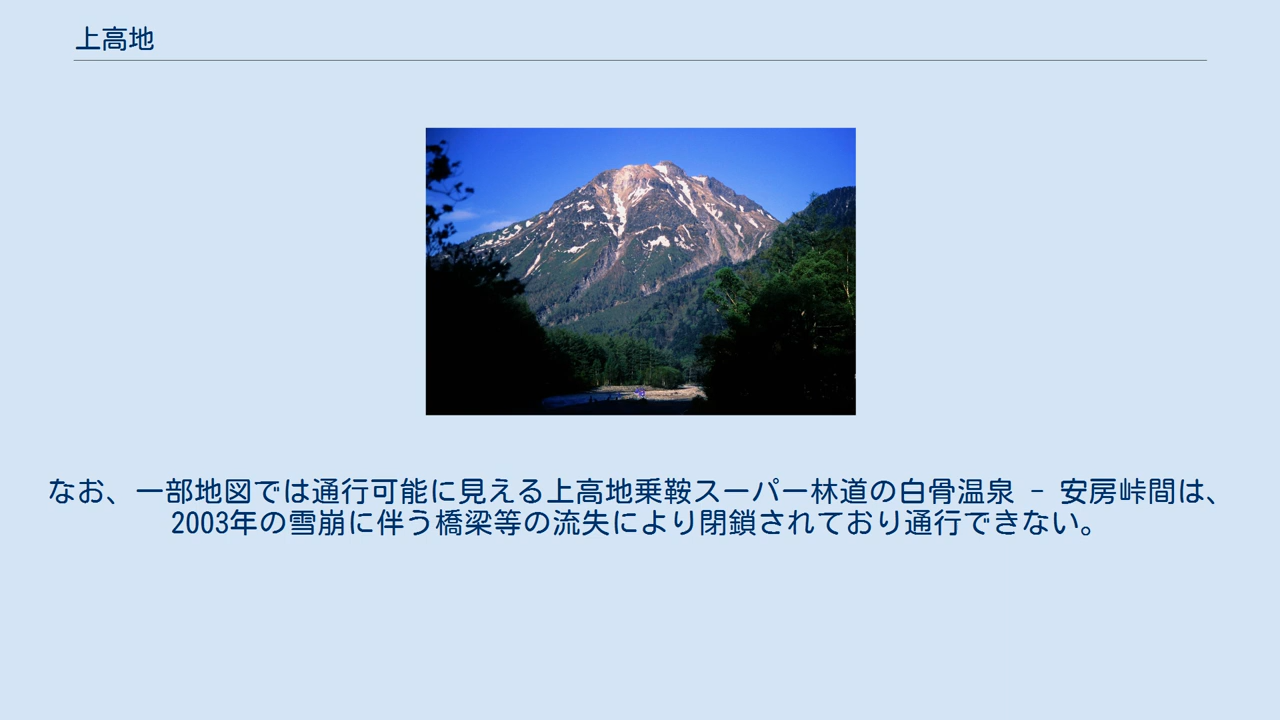 上高地
なお、一部地図では通行可能に見える上高地乗鞍スーパー林道の白骨温泉 － 安房峠間は、
2003年の雪崩に伴う橋梁等の流失により閉鎖されており通行できない。